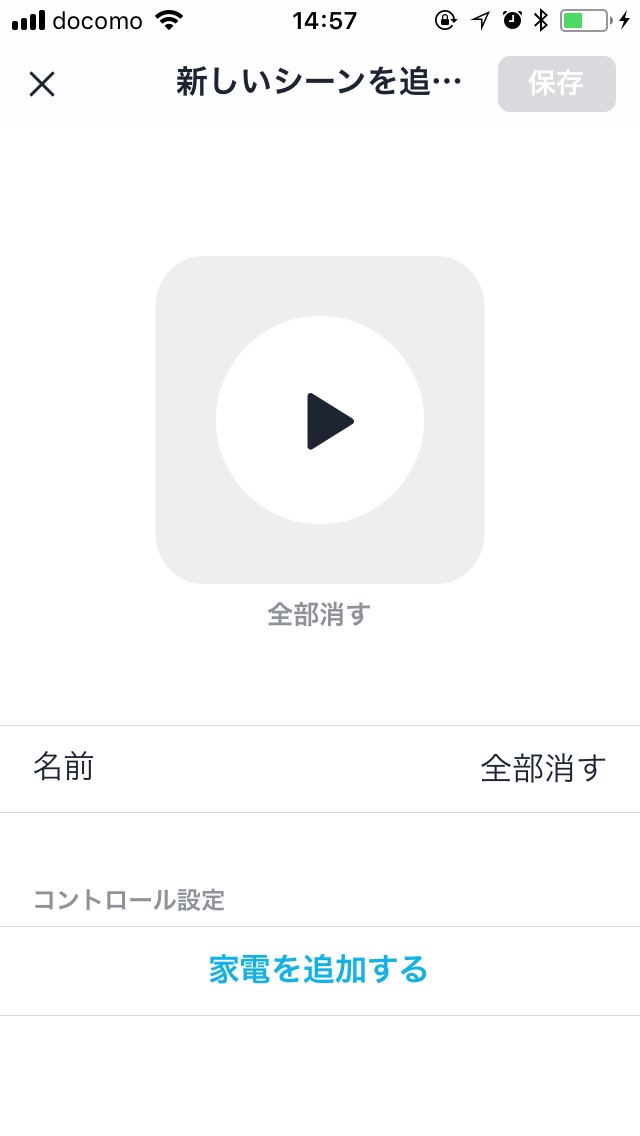 docomo 14:57
新しいシーンを追… 保存
全部消す
名前 全部消す
コントロール設定
家電を追加する